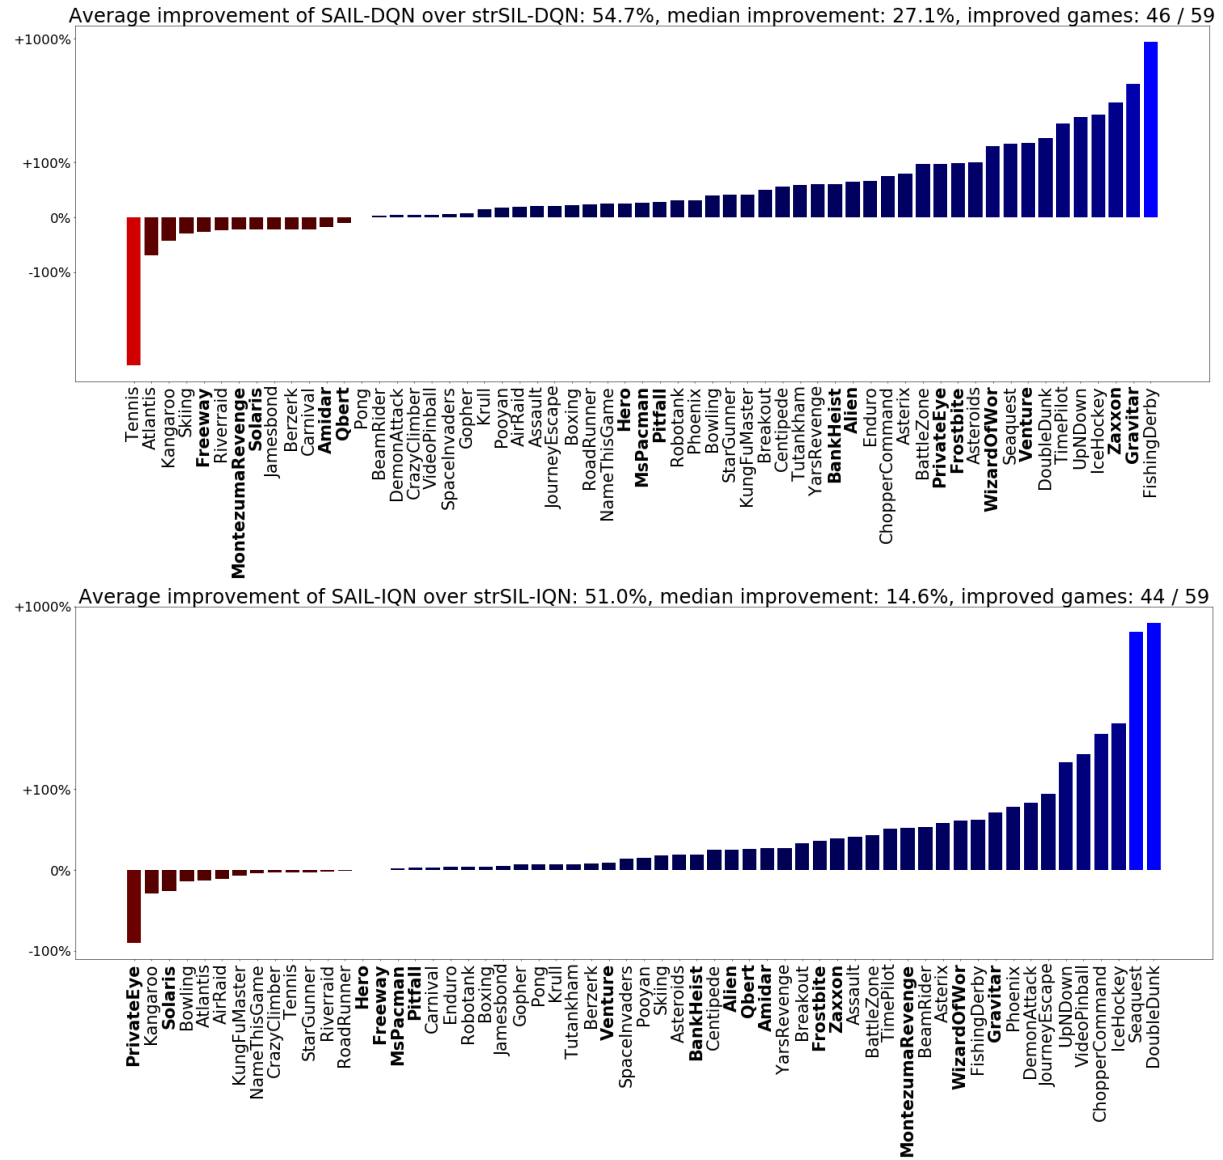 Average improvement of SAIL-DQN over strSIL-DQN: 54.7%, median improvement: 27.1%, improved games: 46 / 59
+1000%
+100%
0%
-100%
Tennis
Atlantis
Kangaroo
Skiing
Freeway
Riverraid
MontezumaRevenge
Solaris
Jamesbond
Berzerk
Carnival
Amidar
Qbert
Pong
BeamRider
DemonAttack
CrazyClimber
VideoPinball
SpaceInvaders
Gopher
Krull
Pooyan
AirRaid
Assault
JourneyEscape
Boxing
RoadRunner
NameThisGame
Hero
MsPacman
Pitfall
Robotank
Phoenix
Bowling
StarGunner
KungFuMaster
Breakout
Centipede
Tutankham
YarsRevenge
BankHeist
Alien
Enduro
ChopperCommand
Asterix
BattleZone
PrivateEye
Frostbite
Asteroids
WizardOfWor
Seaquest
Venture
DoubleDunk
TimePilot
UpNDown
IceHockey
Zaxxon
Gravitar
FishingDerby
Average improvement of SAIL-IQN over strSIL-IQN: 51.0%, median improvement: 14.6%, improved games: 44 / 59
+1000%
+100%
0%
-100%
PrivateEye
Kangaroo
Solaris
Bowling
Atlantis
AirRaid
KungFuMaster
NameThisGame
CrazyClimber
Tennis
StarGunner
Riverraid
RoadRunner
Hero
Freeway
MsPacman
Pitfall
Carnival
Enduro
Robotank
Boxing
Jamesbond
Gopher
Pong
Krull
Tutankham
Berzerk
Venture
SpaceInvaders
Pooyan
Skiing
Asteroids
BankHeist
Centipede
Alien
Qbert
Amidar
YarsRevenge
Breakout
Frostbite
Zaxxon
Assault
BattleZone
TimePilot
MontezumaRevenge
BeamRider
Asterix
WizardOfWor
FishingDerby
Gravitar
Phoenix
DemonAttack
JourneyEscape
UpNDown
VideoPinball
ChopperCommand
IceHockey
Seaquest
DoubleDunk